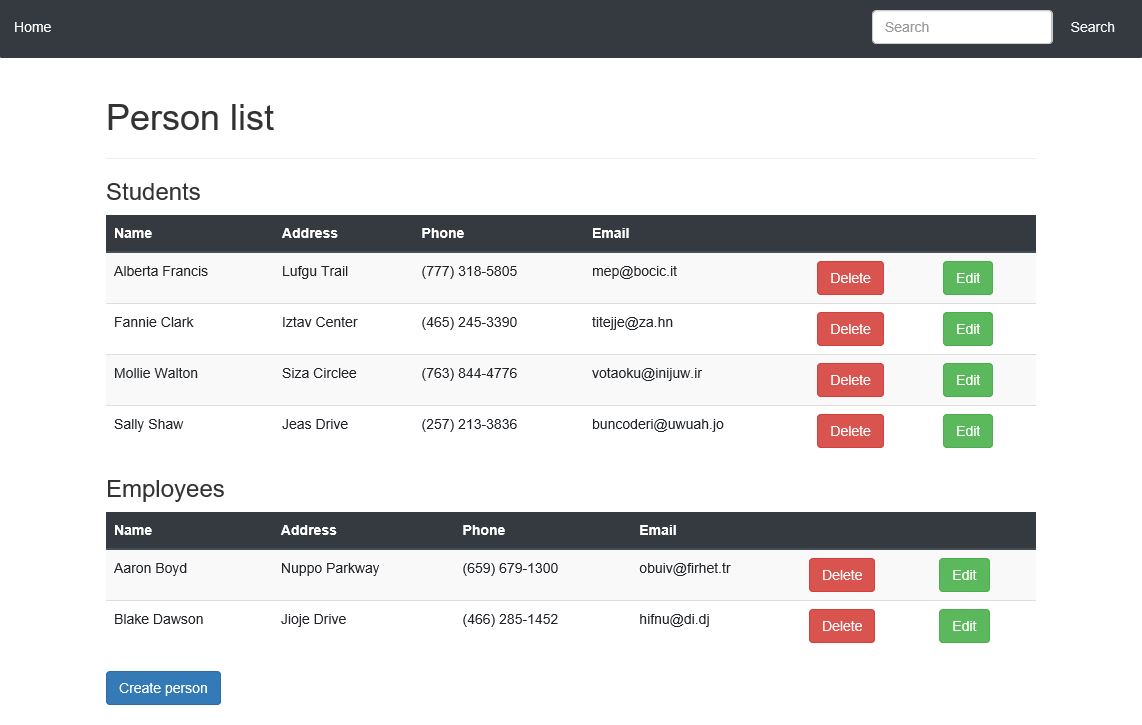 Home Search Search
Person list
Students
Name Address Phone Email
Alberta Francis Lufgu Trail (777) 318-5805 mep@bocic.it Delete Edit
Fannie Clark Iztav Center (465) 245-3390 titejje@za.hn Delete Edit
Mollie Walton Siza Circlee (763) 844-4776 votaoku@inijuw.ir Delete Edit
Sally Shaw Jeas Drive (257) 213-3836 buncoderi@uwuah.jo Delete Edit
Employees
Name Address Phone Email
Aaron Boyd Nuppo Parkway (659) 679-1300 obuiv@firhet.tr Delete Edit
Blake Dawson Jioje Drive (466) 285-1452 hifnu@di.dj Delete Edit
Create person